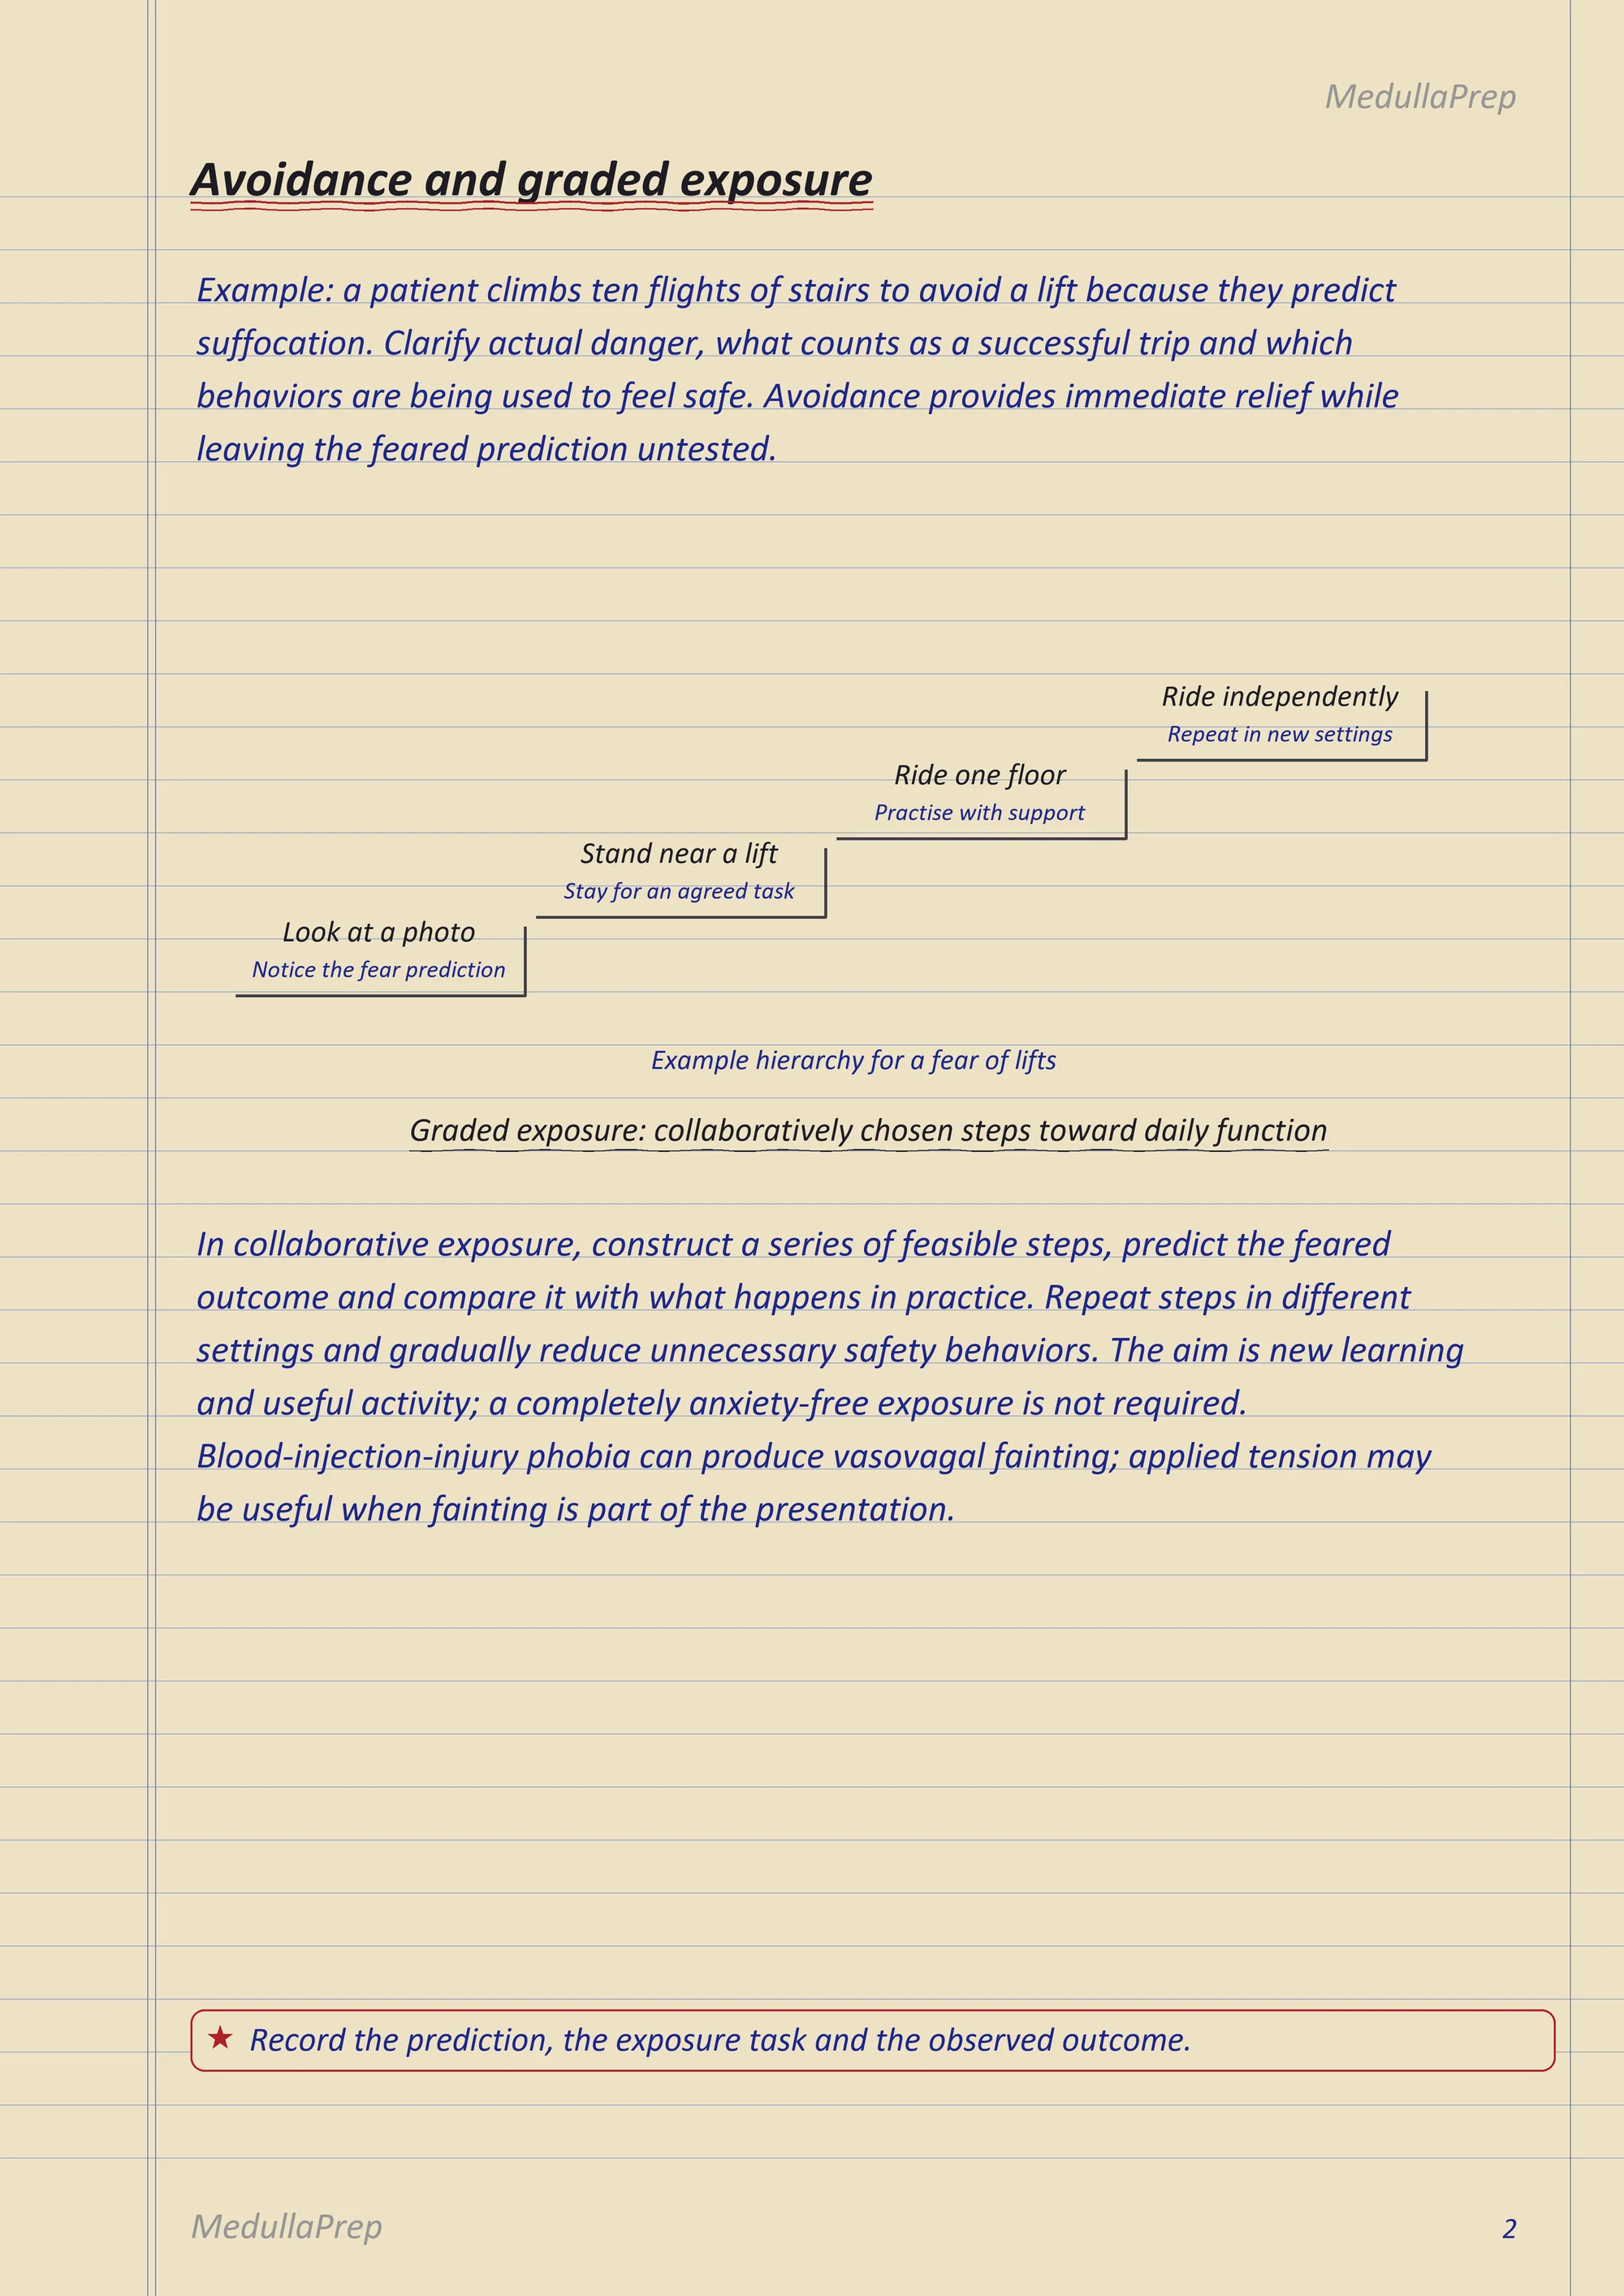 MedullaPrep
Avoidance and graded exposure
Example: a patient climbs ten flights of stairs to avoid a lift because they predict
suffocation. Clarify actual danger, what counts as a successful trip and which
behaviors are being used to feel safe. Avoidance provides immediate relief while
leaving the feared prediction untested.
Ride independently
Repeat in new settings
Ride one floor
Practise with support
Stand near a lift
Stay for an agreed task
Look at a photo
Notice the fear prediction
Example hierarchy for a fear of lifts
Graded exposure: collaboratively chosen steps toward daily function
In collaborative exposure, construct a series of feasible steps, predict the feared
outcome and compare it with what happens in practice. Repeat steps in different
settings and gradually reduce unnecessary safety behaviors. The aim is new learning
and useful activity; a completely anxiety-free exposure is not required.
Blood-injection-injury phobia can produce vasovagal fainting; applied tension may
be useful when fainting is part of the presentation.
★ Record the prediction, the exposure task and the observed outcome.
MedullaPrep
2